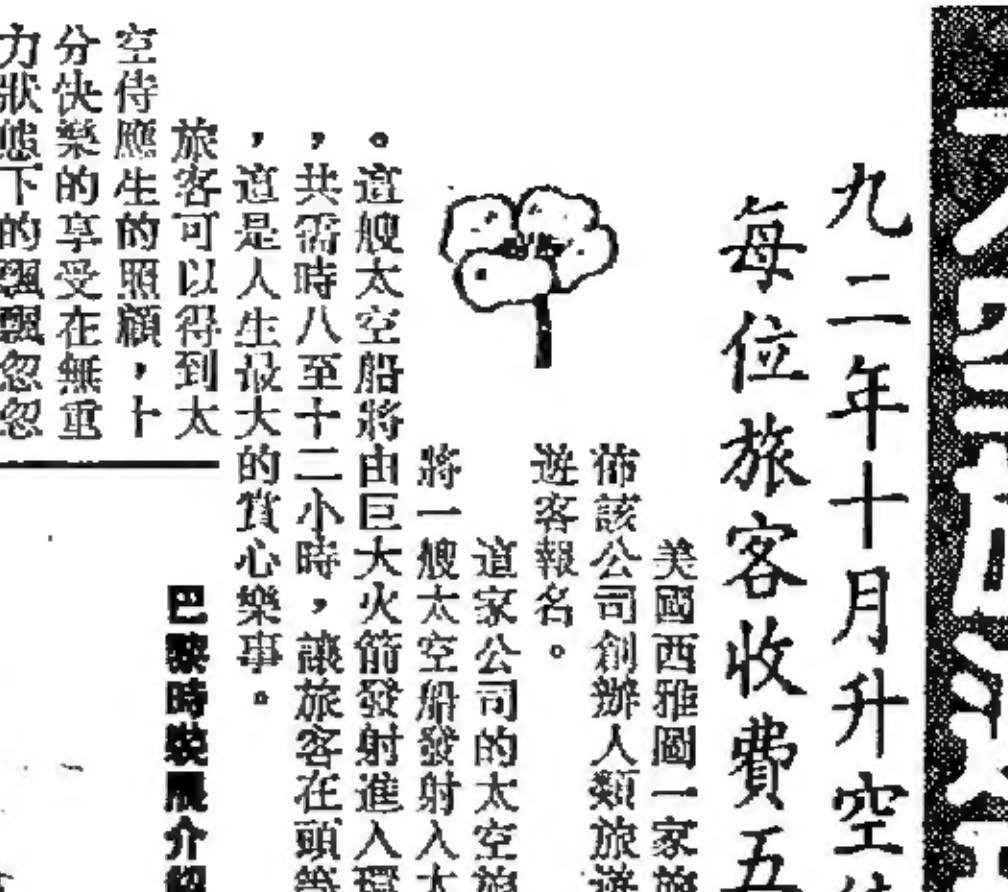 九二年十月升空
每位旅客收費五
美國西雅圖一家旅
佈該公司創辦人類旅遊
遊客報名。
這家公司的太空旅
將一艘太空船發射入太
。這艘太空船將由巨大火箭發射進入環
，共需時八至十二小時，讓旅客在頭等
，這是人生最大的賞心樂事。
旅客可以得到太
空侍應生的照顧，十
分快樂的享受在無重
力狀態下的飄飄忽忽
巴黎時裝展介紹